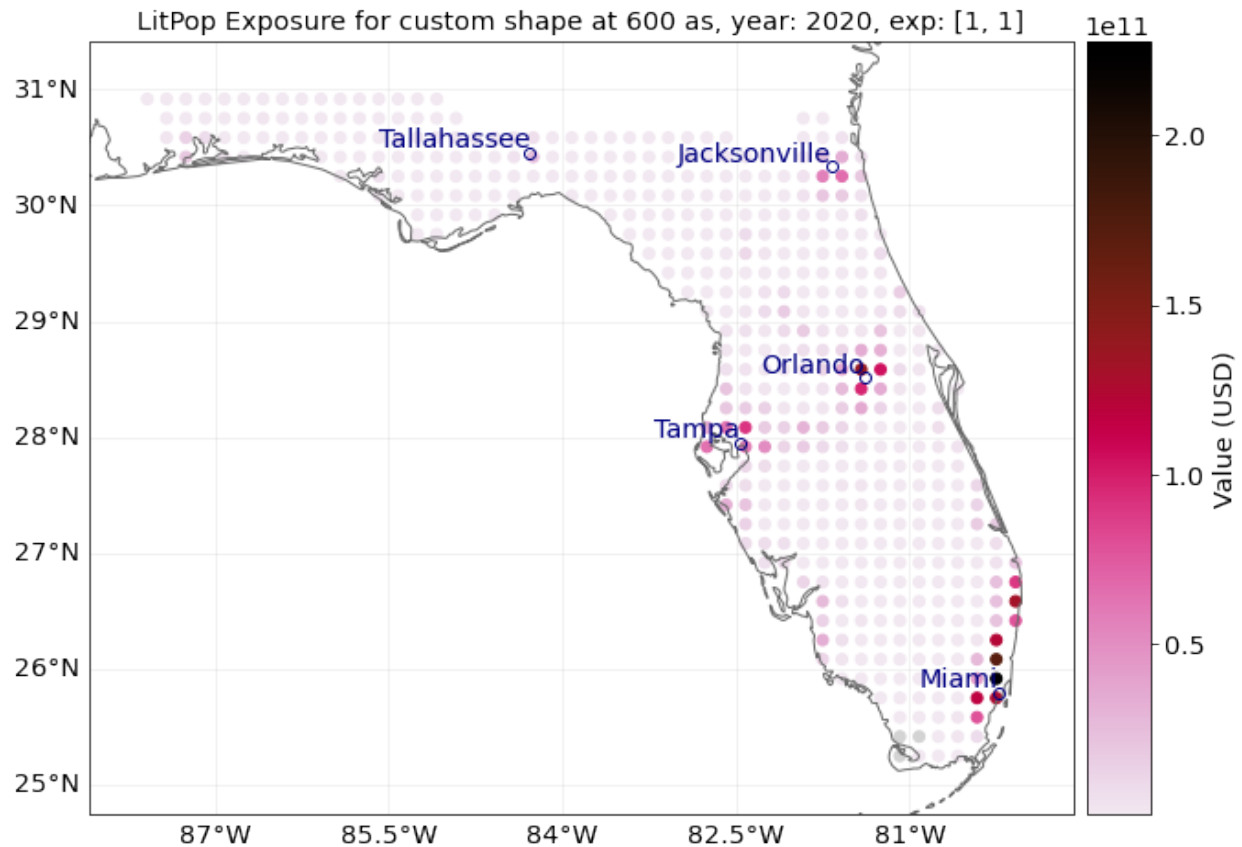 LitPop Exposure for custom shape at 600 as, year: 2020, exp: [1, 1]
1e11
31°N
30°N
29°N
28°N
27°N
26°N
25°N
Tallahassee
Jacksonville
Orlando
Tampa
Miami
87°W
85.5°W
84°W
82.5°W
81°W
2.0
1.5
1.0
0.5
Value (USD)